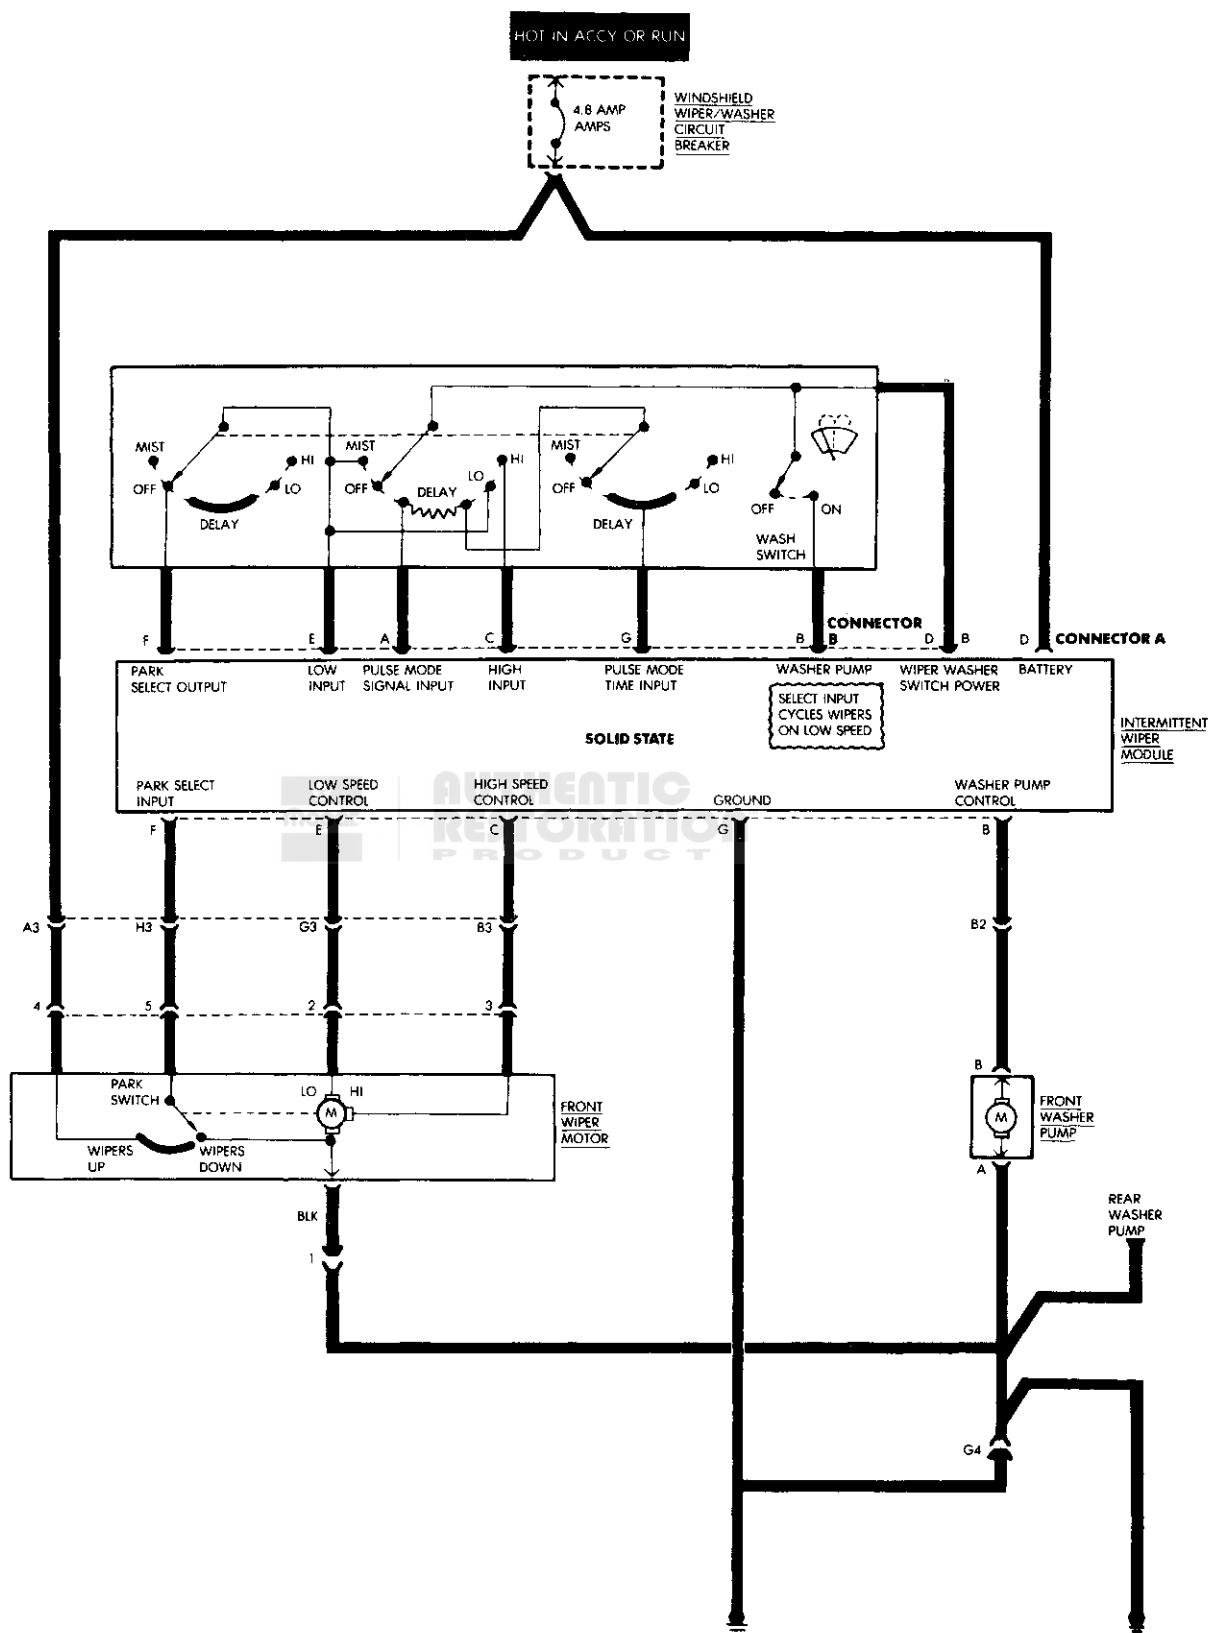 HOT IN ACCY OR RUN
4.8 AMP
AMPS
WINDSHIELD
WIPER/WASHER
CIRCUIT
BREAKER
MIST
OFF
DELAY
LO
HI
MIST
OFF
DELAY
LO
HI
MIST
OFF
DELAY
LO
HI
OFF
ON
WASH
SWITCH
CONNECTOR
F
E
A
C
G
B
B
D
B
D
CONNECTOR A
PARK
SELECT OUTPUT
LOW
INPUT
PULSE MODE
SIGNAL INPUT
HIGH
INPUT
PULSE MODE
TIME INPUT
WASHER PUMP
SELECT INPUT
CYCLES WIPERS
ON LOW SPEED
WIPER WASHER
SWITCH POWER
BATTERY
SOLID STATE
INTERMITTENT
WIPER
MODULE
PARK SELECT
INPUT
LOW SPEED
CONTROL
HIGH SPEED
CONTROL
GROUND
WASHER PUMP
CONTROL
AUTHENTIC
RESTORATION
PRODUCT
F
E
C
G
B
A3
H3
G3
B3
B2
4
5
2
3
B
PARK
SWITCH
LO
HI
M
WIPERS
UP
WIPERS
DOWN
FRONT
WIPER
MOTOR
M
FRONT
WASHER
PUMP
A
BLK
1
REAR
WASHER
PUMP
G4